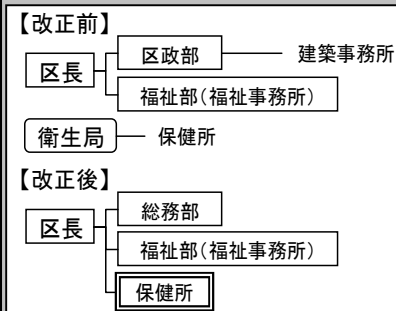 【改正前】
区長
区政部 建築事務所
福祉部(福祉事務所)
衛生局 保健所
【改正後】
区長
総務部
福祉部(福祉事務所)
保健所